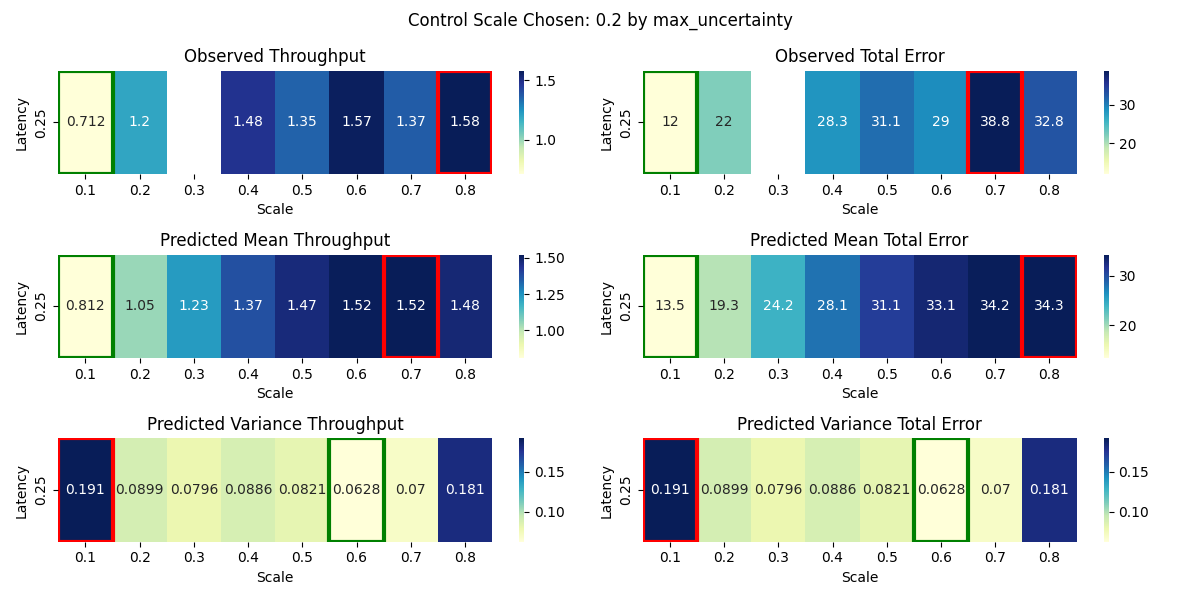 Control Scale Chosen: 0.2 by max_uncertainty
Observed Throughput
Latency
0.25
0.712 1.2 1.48 1.35 1.57 1.37 1.58
0.1 0.2 0.3 0.4 0.5 0.6 0.7 0.8
Scale
1.5
1.0
Observed Total Error
Latency
0.25
12 22 28.3 31.1 29 38.8 32.8
0.1 0.2 0.3 0.4 0.5 0.6 0.7 0.8
Scale
30
20
Predicted Mean Throughput
Latency
0.25
0.812 1.05 1.23 1.37 1.47 1.52 1.52 1.48
0.1 0.2 0.3 0.4 0.5 0.6 0.7 0.8
Scale
1.50
1.25
1.00
Predicted Mean Total Error
Latency
0.25
13.5 19.3 24.2 28.1 31.1 33.1 34.2 34.3
0.1 0.2 0.3 0.4 0.5 0.6 0.7 0.8
Scale
30
20
Predicted Variance Throughput
Latency
0.25
0.191 0.0899 0.0796 0.0886 0.0821 0.0628 0.07 0.181
0.1 0.2 0.3 0.4 0.5 0.6 0.7 0.8
Scale
0.15
0.10
Predicted Variance Total Error
Latency
0.25
0.191 0.0899 0.0796 0.0886 0.0821 0.0628 0.07 0.181
0.1 0.2 0.3 0.4 0.5 0.6 0.7 0.8
Scale
0.15
0.10